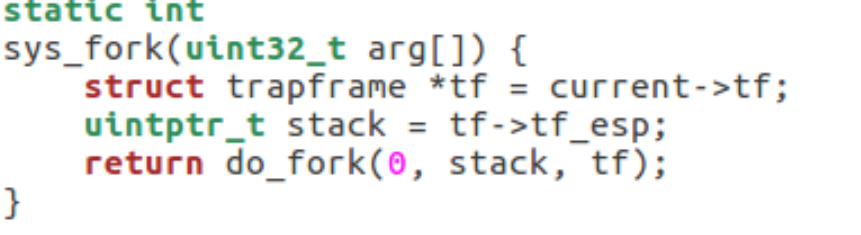 static int
sys_fork(uint32_t arg[]) {
    struct trapframe *tf = current->tf;
    uintptr_t stack = tf->tf_esp;
    return do_fork(0, stack, tf);
}